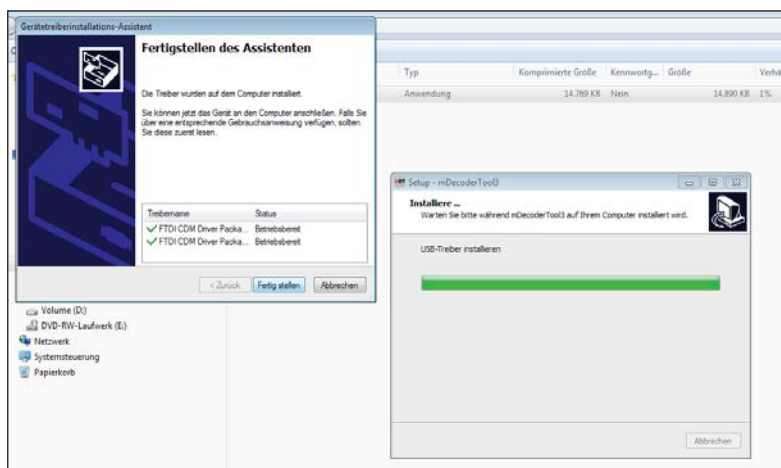 Gerätetreiberinstallations-Assistent
Fertigstellen des Assistenten
Die Treiber wurden auf dem Computer installiert.
Sie können jetzt das Gerät an den Computer anschließen. Falls Sie
über eine entsprechende Gebrauchsanweisung verfügen, sollten
Sie diese zuerst lesen.
Treibername Status
FTDI CDM Driver Packa... Betriebsbereit
FTDI CDM Driver Packa... Betriebsbereit
< Zurück Fertig stellen Abbrechen
Typ Komprimierte Größe Kennwortg... Größe Verhä
Anwendung 14.769 KB Nein 14.890 KB 1%
Setup - mDecoderTool3
Installiere ...
Warten Sie bitte während mDecoderTool3 auf Ihrem Computer installiert wird.
USB-Treiber installieren
Abbrechen
Volume (D:)
DVD-RW-Laufwerk (E:)
Netzwerk
Systemsteuerung
Papierkorb